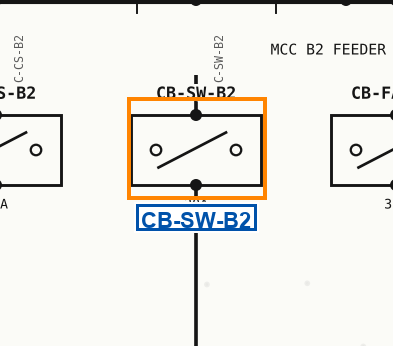 C-CS-B2
C-SW-B2
MCC B2 FEEDER
S-B2
CB-SW-B2
CB-FA
A
3
CB-SW-B2